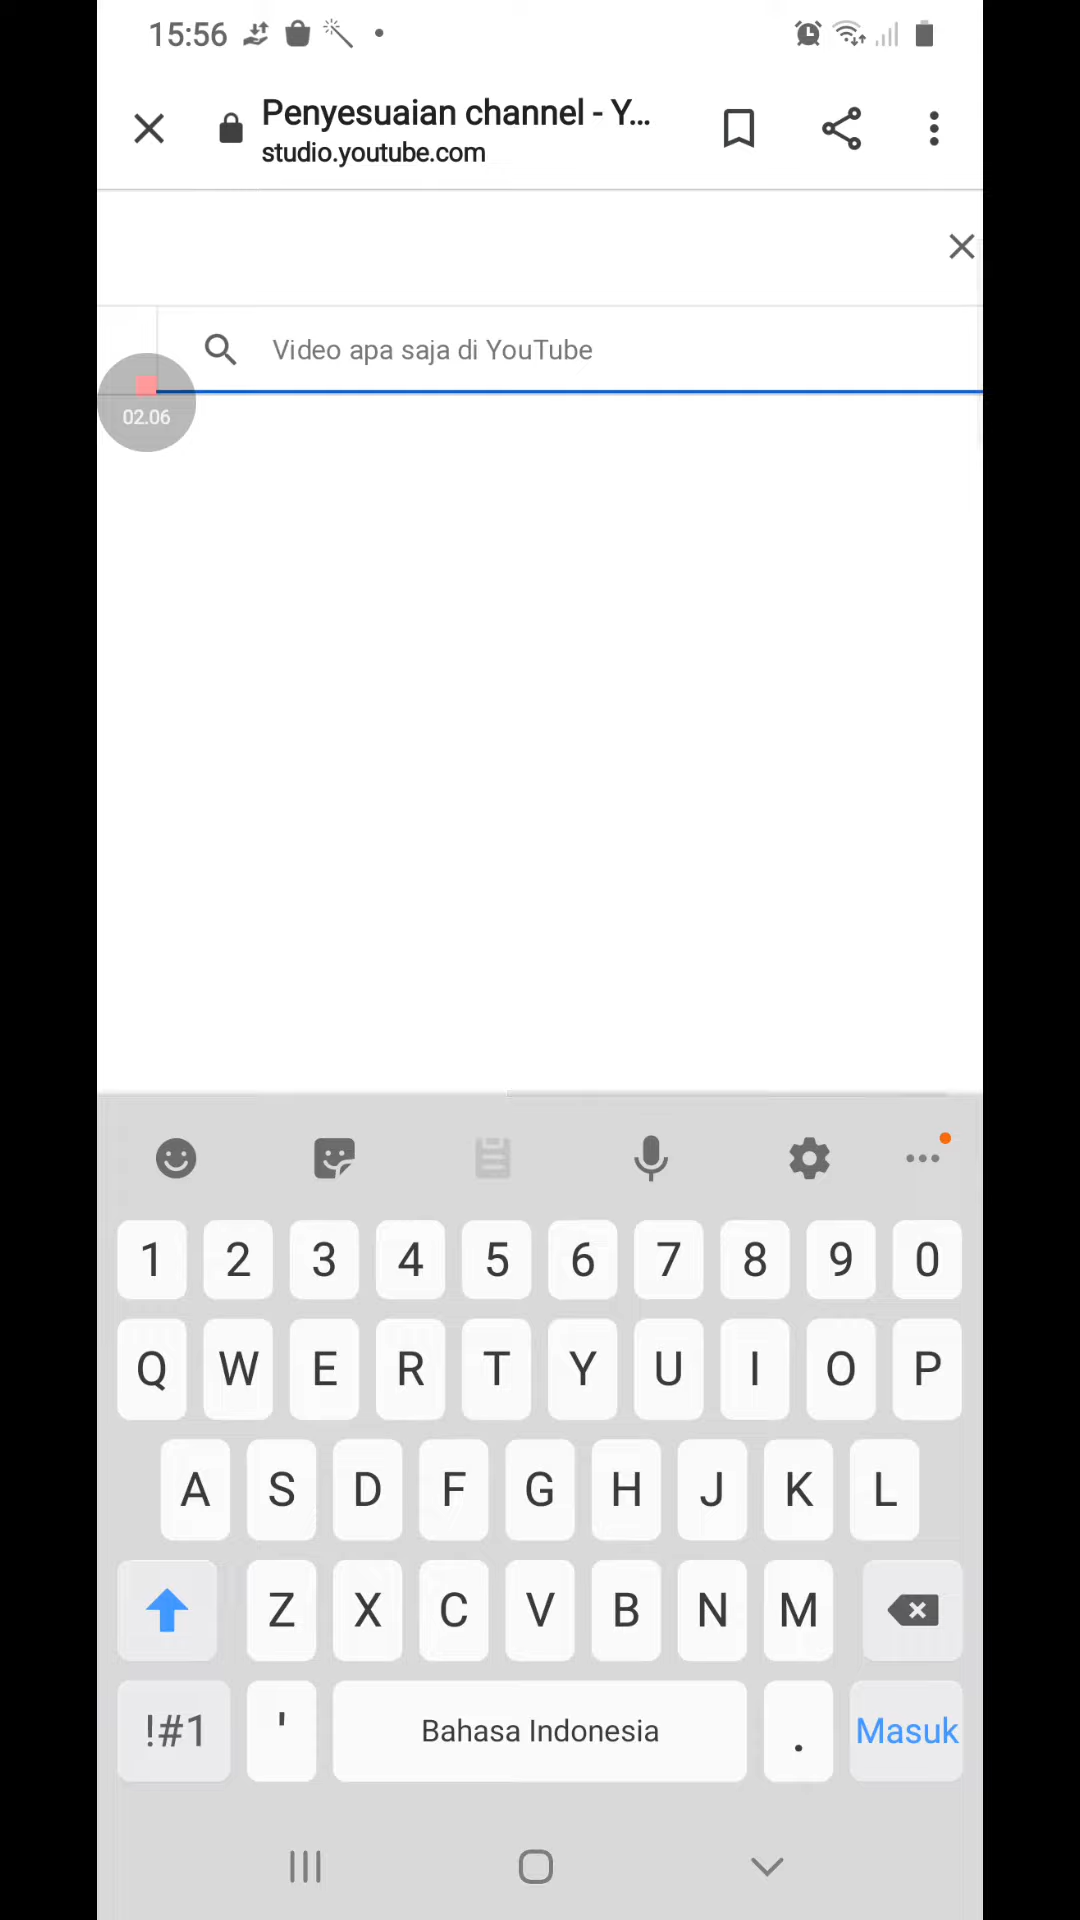 15:56
Penyesuaian channel - Y...
studio.youtube.com
Video apa saja di YouTube
02.06
1 2 3 4 5 6 7 8 9 0
Q W E R T Y U I O P
A S D F G H J K L
Z X C V B N M
!#1 ' Bahasa Indonesia . Masuk